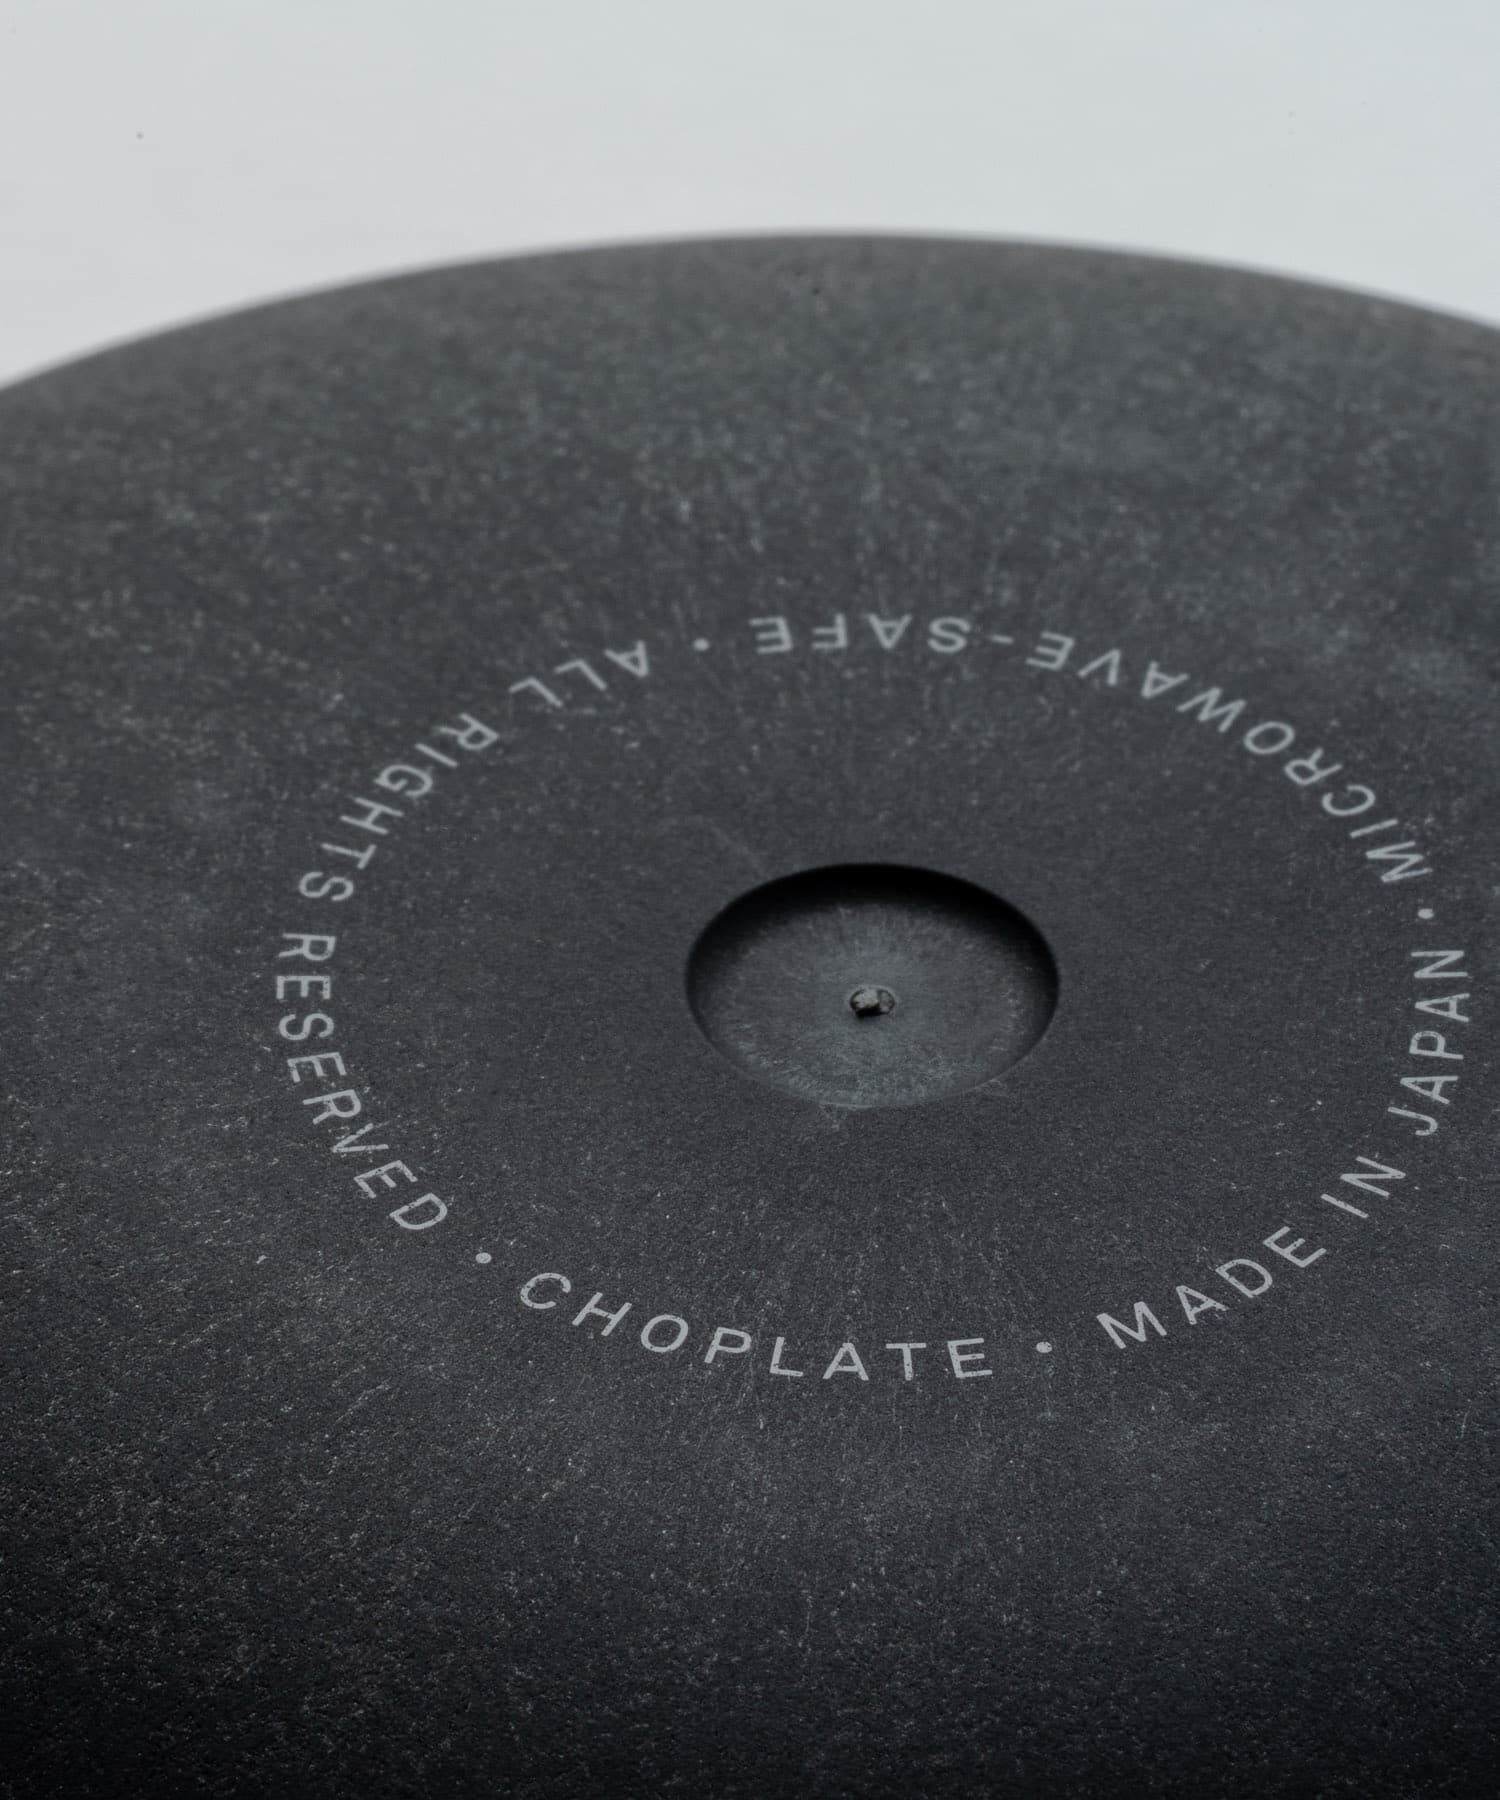 CHOPLATE • MADE IN JAPAN • MICROWAVE-SAFE • ALL RIGHTS RESERVED •